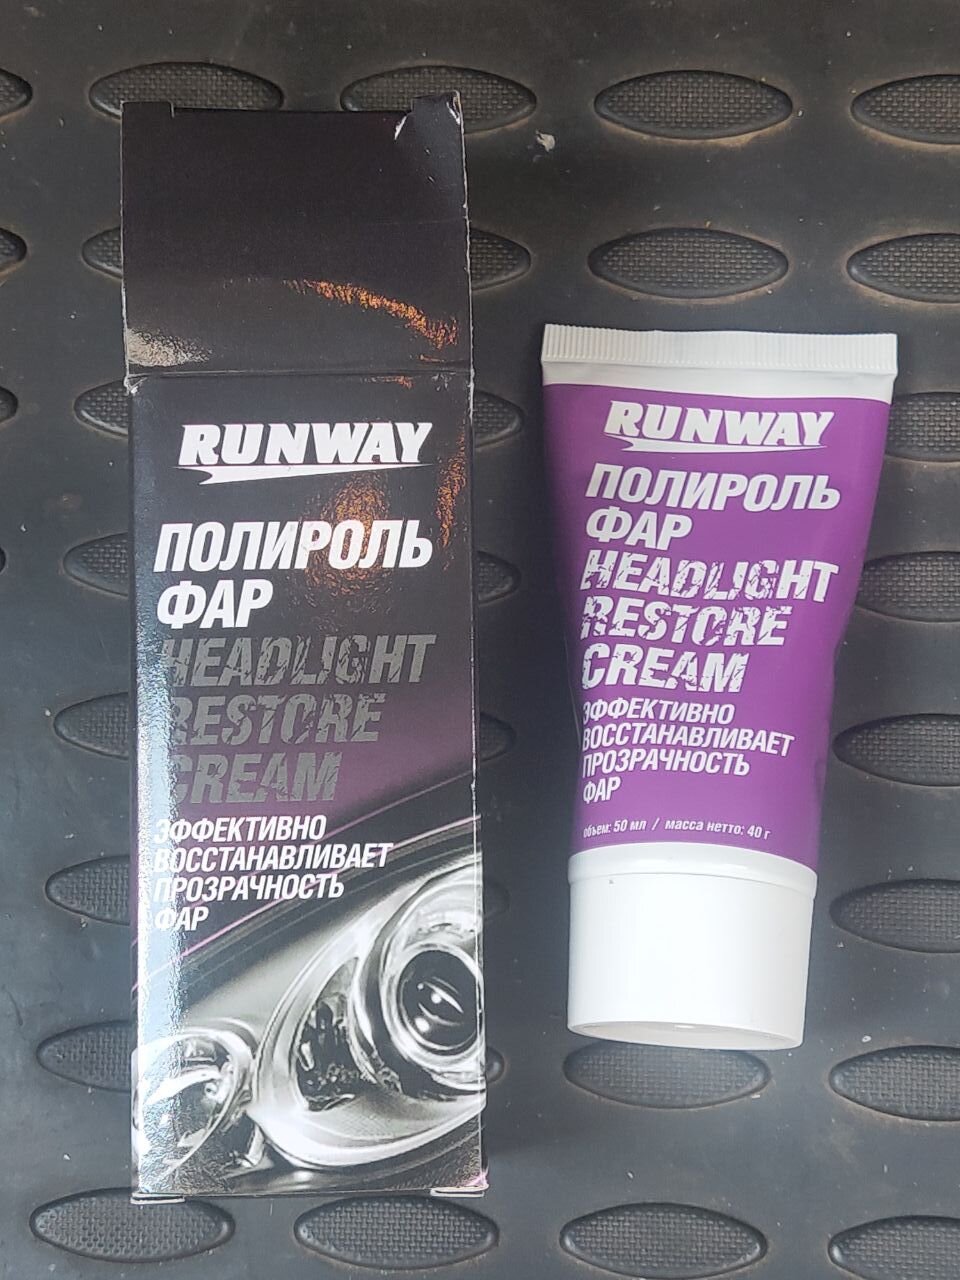 RUNWAY
ПОЛИРОЛЬ
ФАР
HEADLIGHT
RESTORE
CREAM
ЭФФЕКТИВНО
ВОССТАНАВЛИВАЕТ
ПРОЗРАЧНОСТЬ
ФАР
RUNWAY
ПОЛИРОЛЬ
ФАР
HEADLIGHT
RESTORE
CREAM
ЭФФЕКТИВНО
ВОССТАНАВЛИВАЕТ
ПРОЗРАЧНОСТЬ
ФАР
объем: 50 мл / масса нетто: 40 г